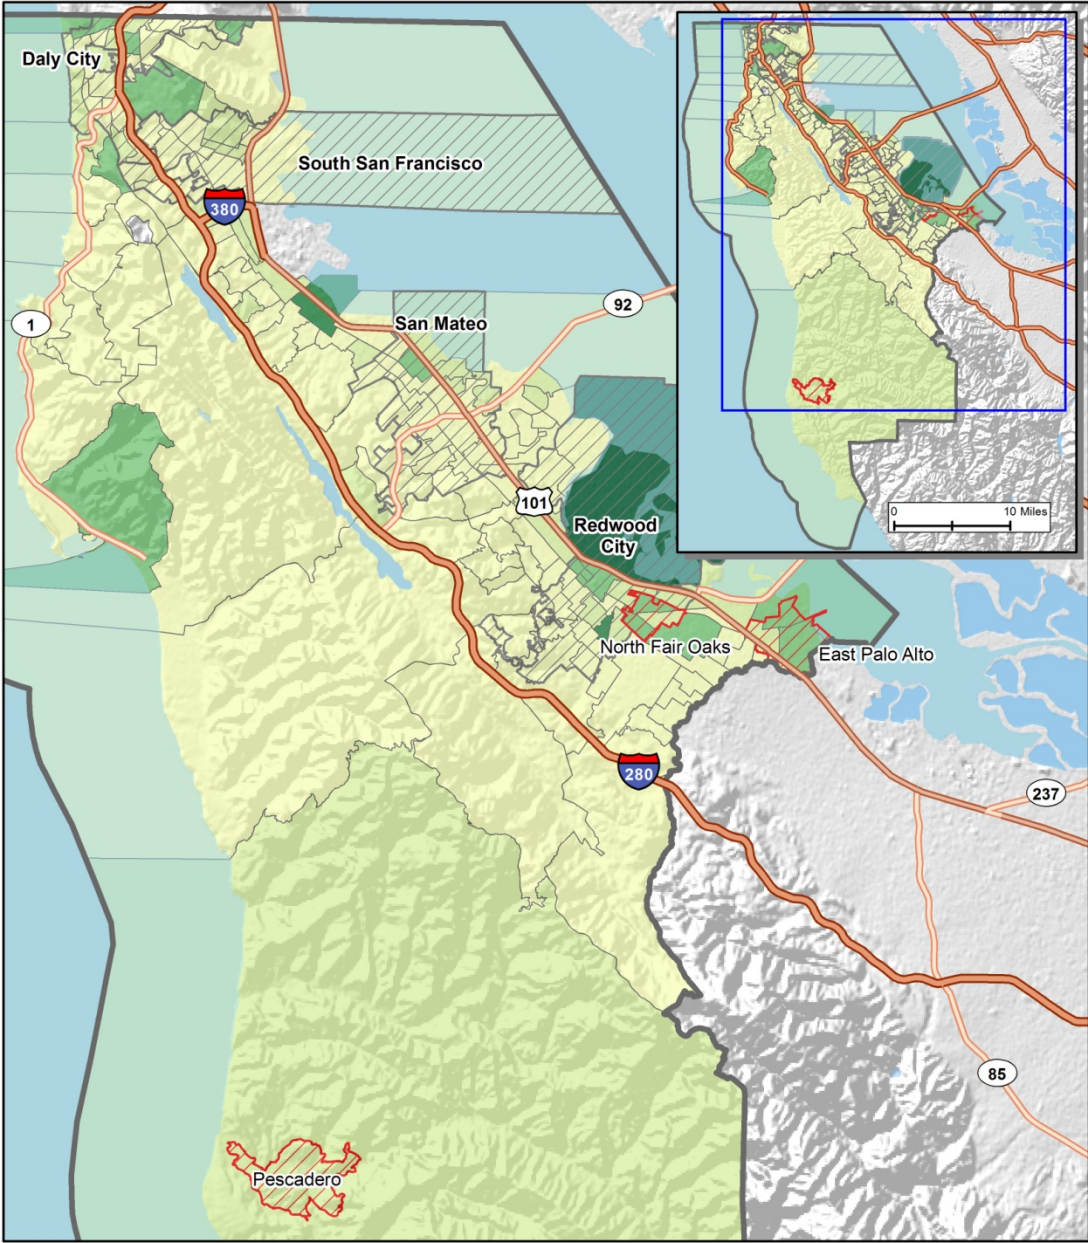 Daly City
South San Francisco
380
1
92
San Mateo
101
Redwood
City
0 10 Miles
North Fair Oaks
East Palo Alto
280
237
85
Pescadero